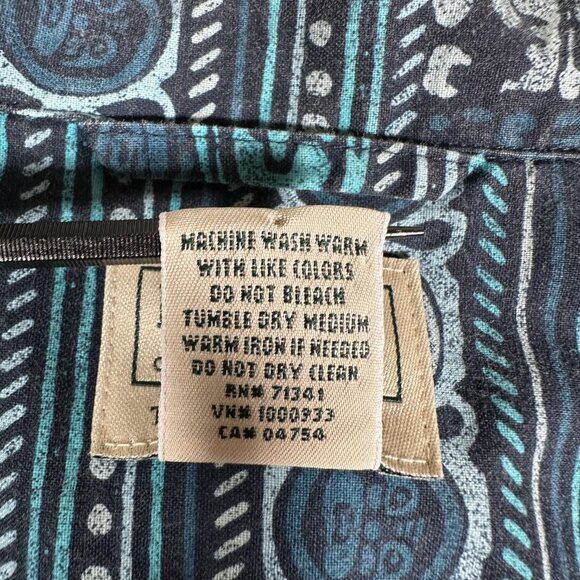 MACHINE WASH WARM
WITH LIKE COLORS
DO NOT BLEACH
TUMBLE DRY MEDIUM
WARM IRON IF NEEDED
DO NOT DRY CLEAN
RN# 71341
VN# 1000933
CA# 04754